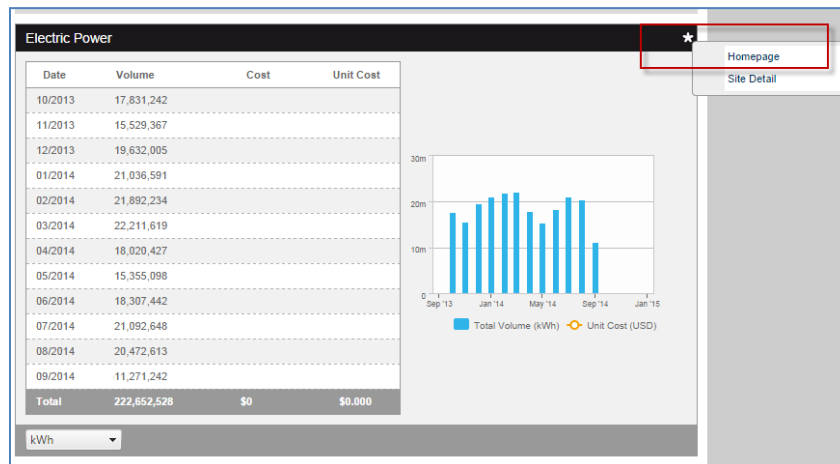 Electric Power *
Homepage
Site Detail
Date Volume Cost Unit Cost
10/2013 17,831,242
11/2013 15,529,367
12/2013 19,632,005
01/2014 21,036,591
02/2014 21,892,234
03/2014 22,211,619
04/2014 18,020,427
05/2014 15,355,098
06/2014 18,307,442
07/2014 21,092,648
08/2014 20,472,613
09/2014 11,271,242
Total 222,652,528 $0 $0.000
30m
20m
10m
0
Sep '13 Jan '14 May '14 Sep '14 Jan '15
Total Volume (kWh) Unit Cost (USD)
kWh